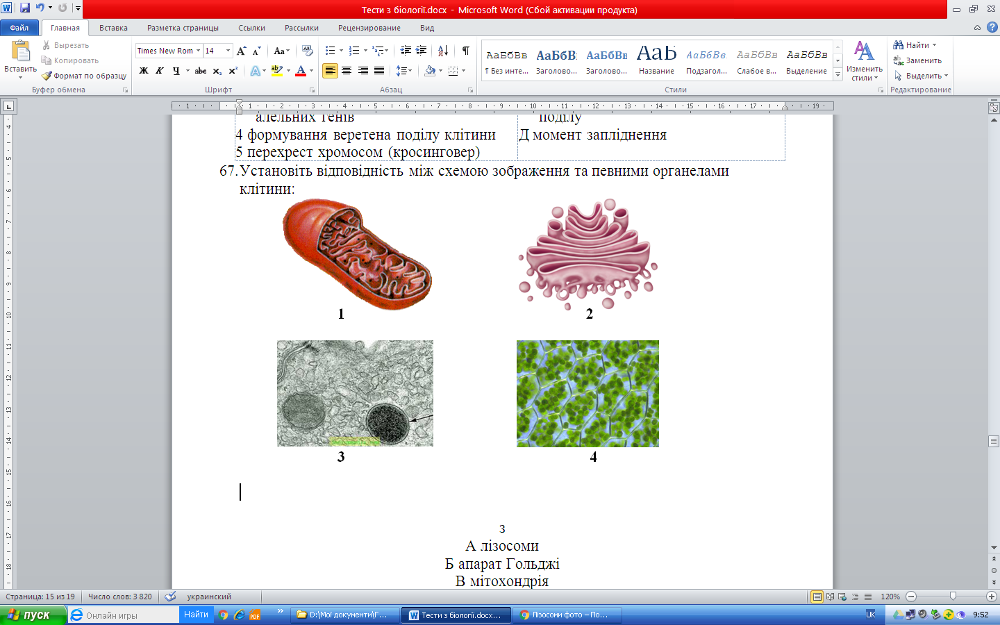 Тести з біології.docx - Microsoft Word (Сбой активации продукта)
Файл Главная Вставка Разметка страницы Ссылки Рассылки Рецензирование Вид
Вставить
Вырезать
Копировать
Формат по образцу
Буфер обмена
Times New Rom 14
Ж К Ч abc x₂ x²
Шрифт
Абзац
АаБбВв АаБбВ АаБбВв АаБ АаБбВв. АаБбВв АаБбВв
¶ Без инте... Заголово... Заголово... Название Подзагол... Слабое в... Выделение
Стили
Изменить стили
Найти
Заменить
Выделить
Редактирование
алельних генів
поділу
4 формування веретена поділу клітини
Д момент запліднення
5 перехрест хромосом (кросинговер)
67. Установіть відповідність між схемою зображення та певними органелами
клітини:
1
2
3
4
з
А лізосоми
Б апарат Гольджі
В мітохондрія
Страница: 15 из 19 Число слов: 3 820 украинский 120%
пуск Онлайн игры Найти PDF » D:\Мої документи\Г... Тести з біології.docx... Лізосоми фото – По... UK 9:52